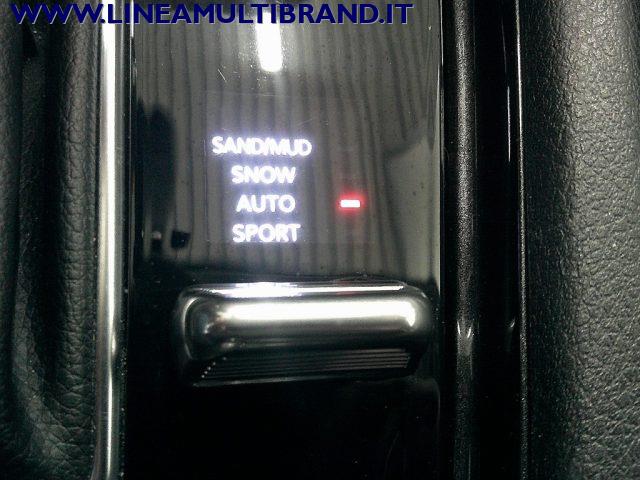 WWW.LINEAMULTIBRAND.IT
SAND/MUD
SNOW
AUTO
SPORT